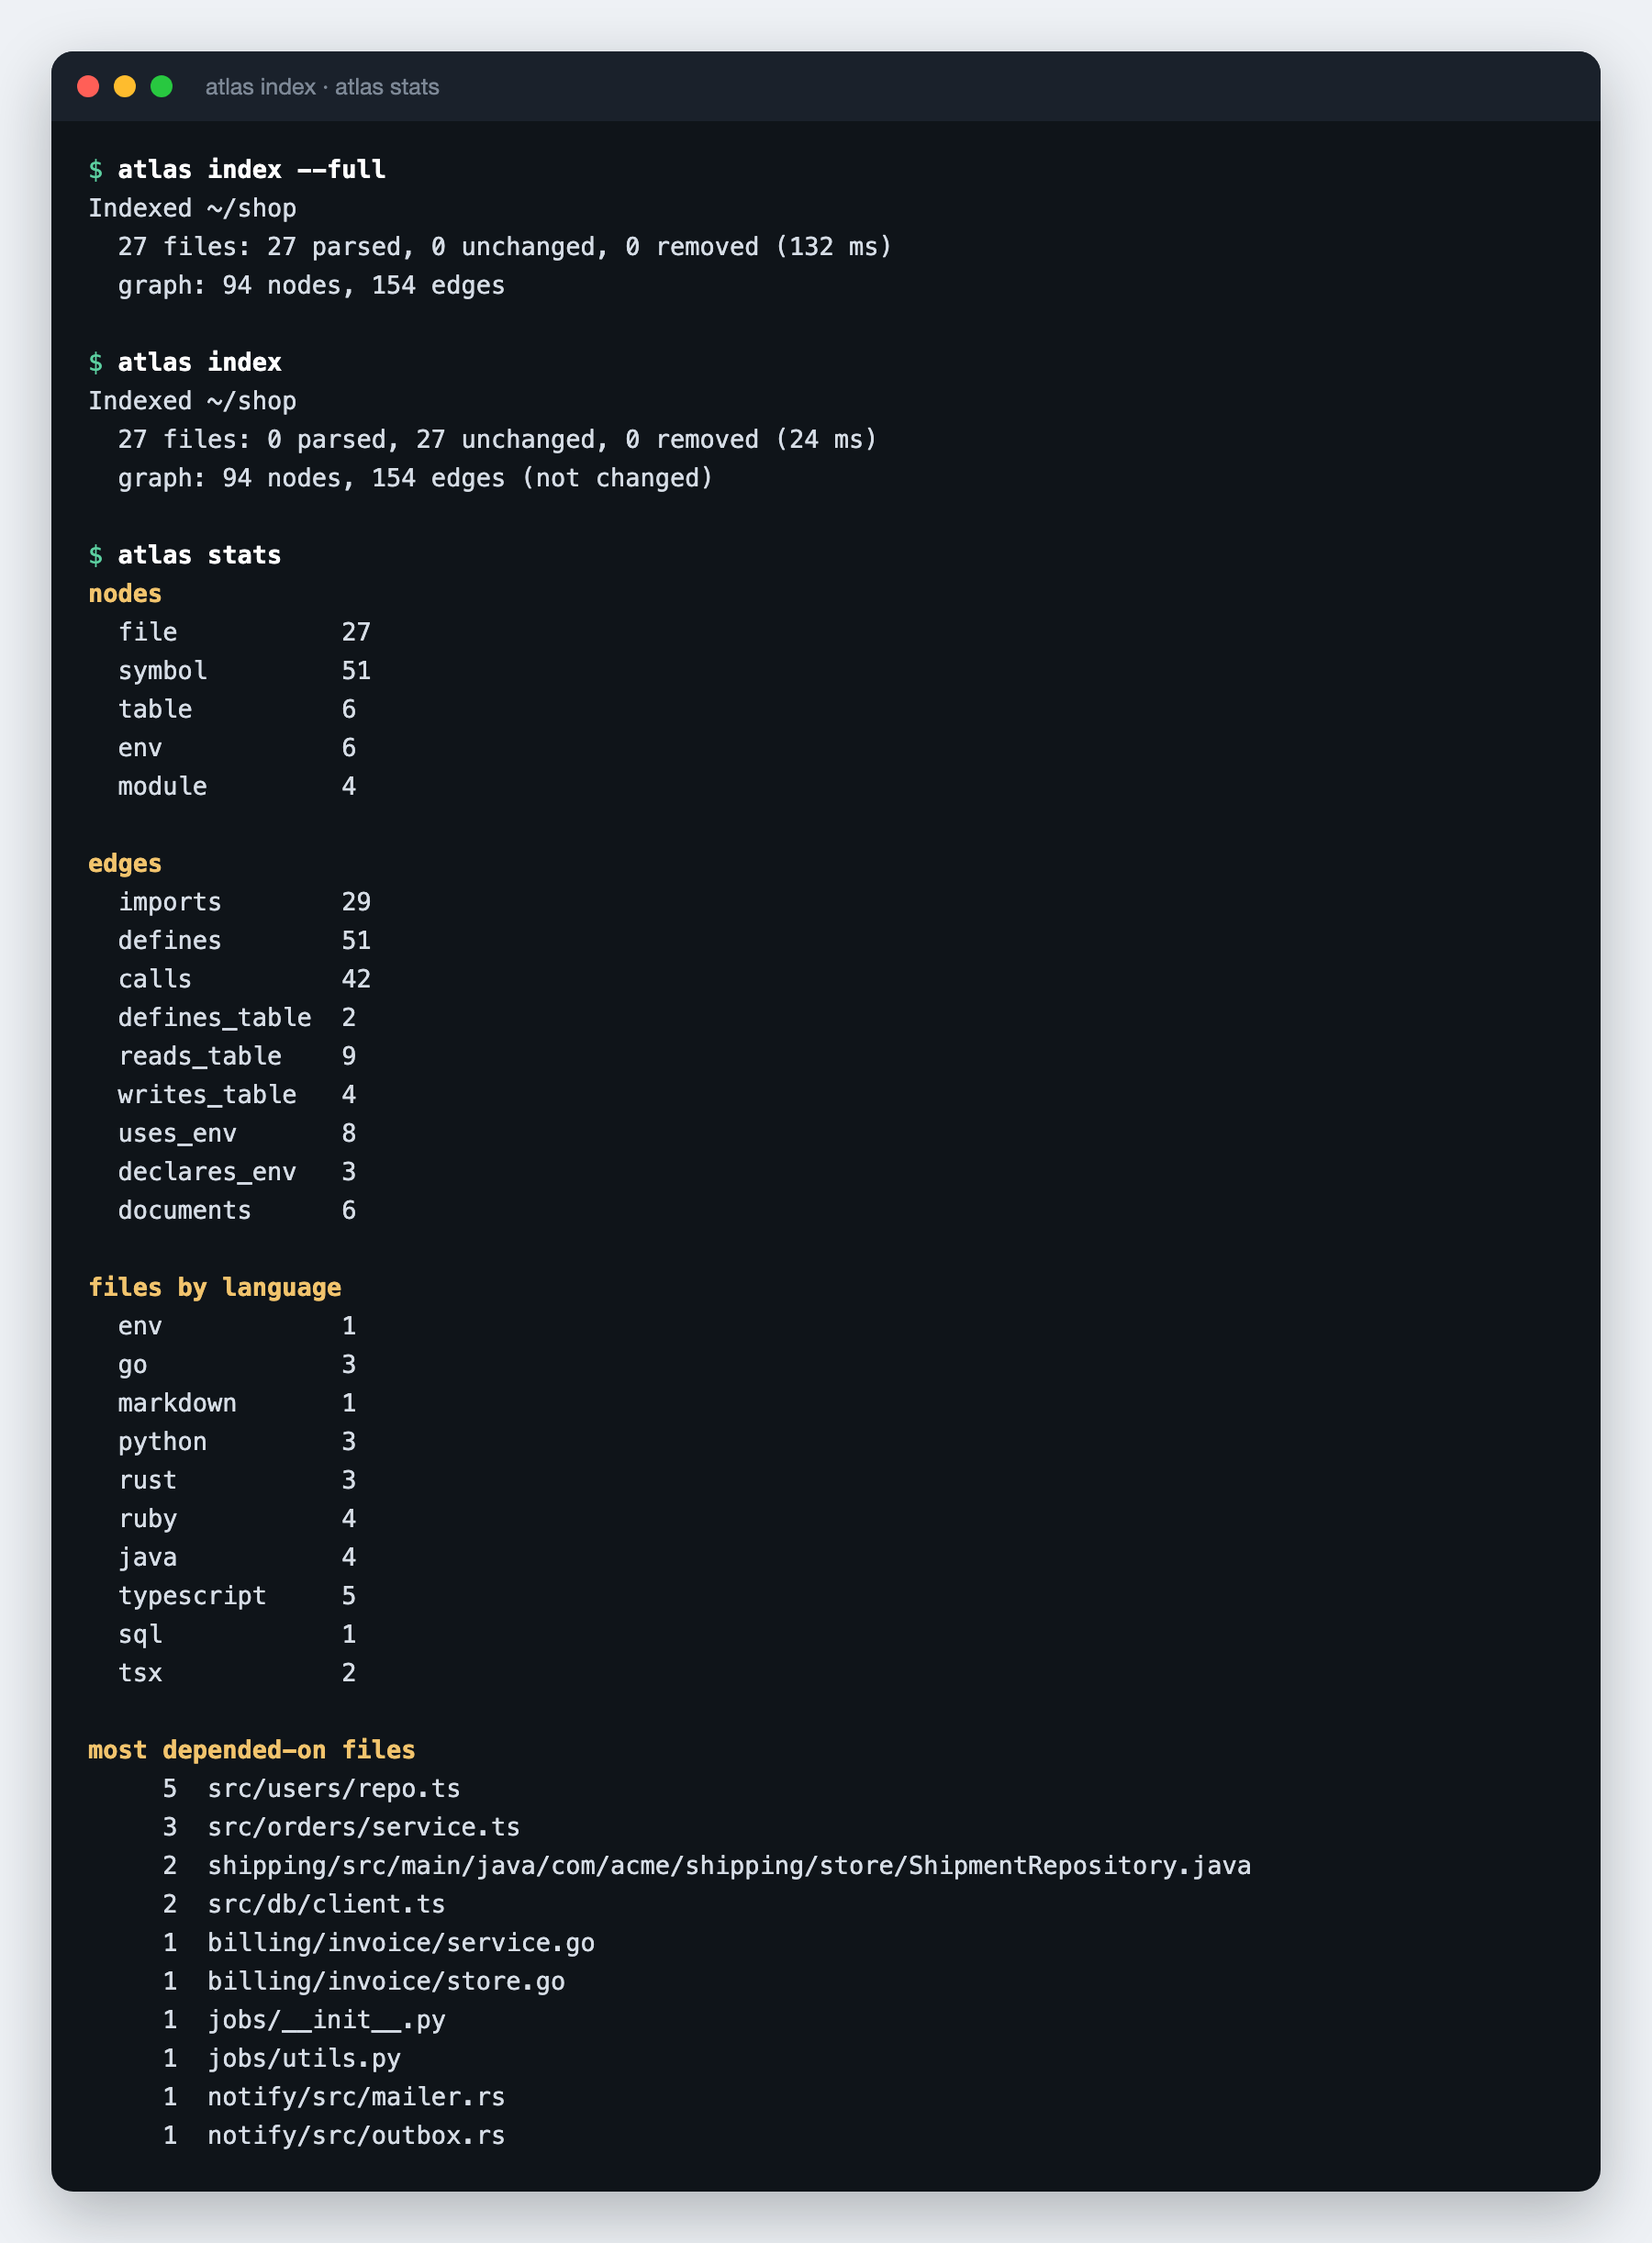 atlas index · atlas stats
$ atlas index --full
Indexed ~/shop
  27 files: 27 parsed, 0 unchanged, 0 removed (132 ms)
  graph: 94 nodes, 154 edges

$ atlas index
Indexed ~/shop
  27 files: 0 parsed, 27 unchanged, 0 removed (24 ms)
  graph: 94 nodes, 154 edges (not changed)

$ atlas stats
nodes
  file           27
  symbol         51
  table          6
  env            6
  module         4

edges
  imports        29
  defines        51
  calls          42
  defines_table  2
  reads_table    9
  writes_table   4
  uses_env       8
  declares_env   3
  documents      6

files by language
  env            1
  go             3
  markdown       1
  python         3
  rust           3
  ruby           4
  java           4
  typescript     5
  sql            1
  tsx            2

most depended-on files
     5  src/users/repo.ts
     3  src/orders/service.ts
     2  shipping/src/main/java/com/acme/shipping/store/ShipmentRepository.java
     2  src/db/client.ts
     1  billing/invoice/service.go
     1  billing/invoice/store.go
     1  jobs/__init__.py
     1  jobs/utils.py
     1  notify/src/mailer.rs
     1  notify/src/outbox.rs